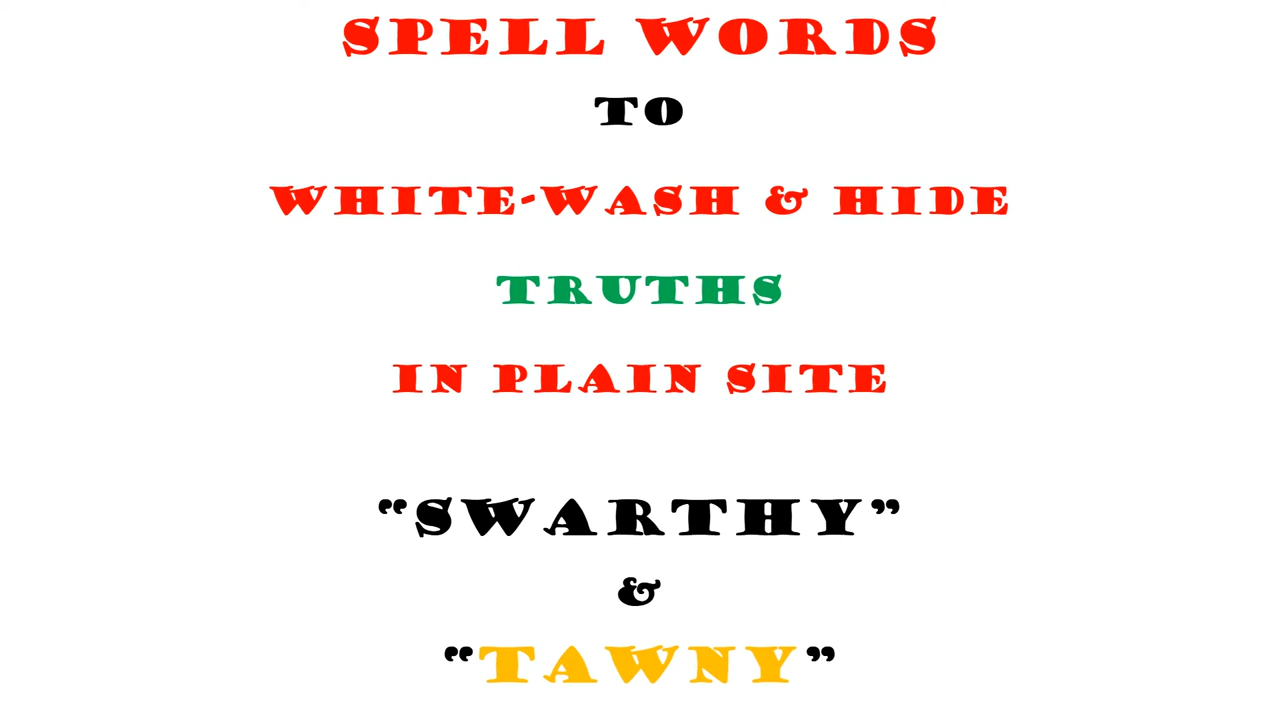 SPELL WORDS
TO
WHITE-WASH & HIDE
TRUTHS
IN PLAIN SITE
“SWARTHY”
&
“TAWNY”